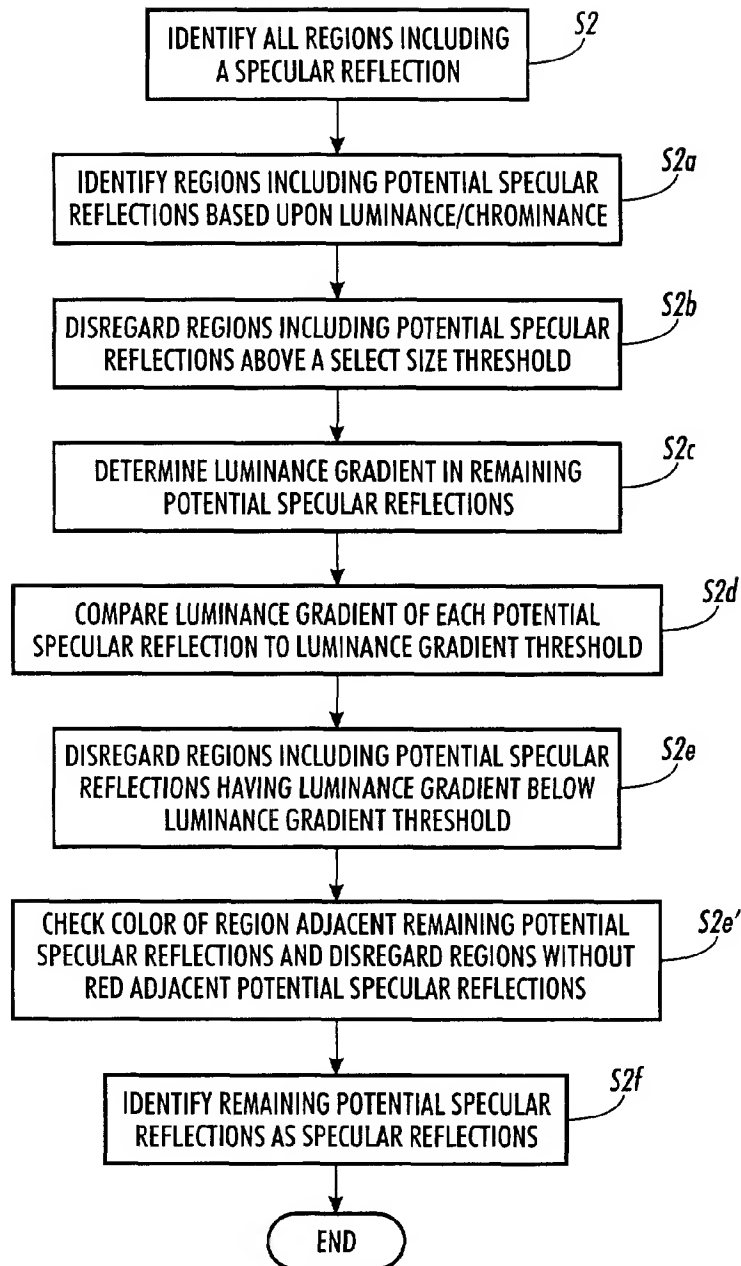 IDENTIFY ALL REGIONS INCLUDING
A SPECULAR REFLECTION
S2
IDENTIFY REGIONS INCLUDING POTENTIAL SPECULAR
REFLECTIONS BASED UPON LUMINANCE/CHROMINANCE
S2a
DISREGARD REGIONS INCLUDING POTENTIAL SPECULAR
REFLECTIONS ABOVE A SELECT SIZE THRESHOLD
S2b
DETERMINE LUMINANCE GRADIENT IN REMAINING
POTENTIAL SPECULAR REFLECTIONS
S2c
COMPARE LUMINANCE GRADIENT OF EACH POTENTIAL
SPECULAR REFLECTION TO LUMINANCE GRADIENT THRESHOLD
S2d
DISREGARD REGIONS INCLUDING POTENTIAL SPECULAR
REFLECTIONS HAVING LUMINANCE GRADIENT BELOW
LUMINANCE GRADIENT THRESHOLD
S2e
CHECK COLOR OF REGION ADJACENT REMAINING POTENTIAL
SPECULAR REFLECTIONS AND DISREGARD REGIONS WITHOUT
RED ADJACENT POTENTIAL SPECULAR REFLECTIONS
S2e'
IDENTIFY REMAINING POTENTIAL SPECULAR
REFLECTIONS AS SPECULAR REFLECTIONS
S2f
END